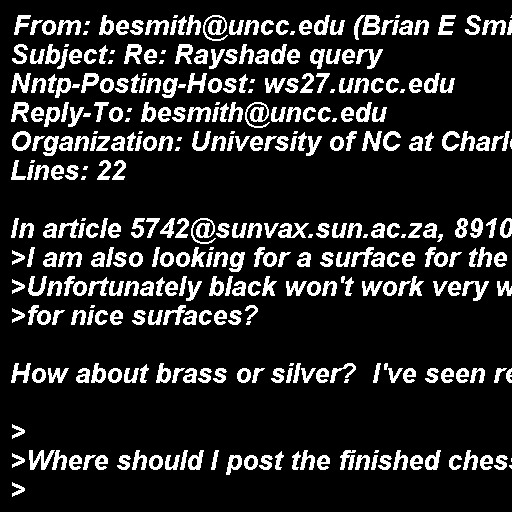 From: besmith@uncc.edu (Brian E Smi
Subject: Re: Rayshade query
Nntp-Posting-Host: ws27.uncc.edu
Reply-To: besmith@uncc.edu
Organization: University of NC at Charl
Lines: 22
In article 5742@sunvax.sun.ac.za, 8910
>I am also looking for a surface for the
>Unfortunately black won't work very w
>for nice surfaces?
How about brass or silver?  I've seen re
>
>Where should I post the finished ches
>